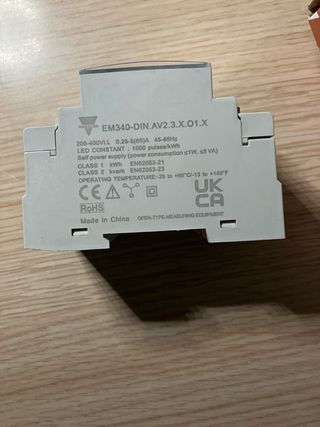 EM340-DIN.AV2.3.X.O1.X
208-400VLL 0.25-5(65)A 45-65Hz
LED CONSTANT : 1000 pulses/kWh
Self power supply (power consumption ≤1W, ≤8 VA)
CLASS 1 kWh EN62053-21
CLASS 2 kvarh EN62053-23
OPERATING TEMPERATURE:-25 to +65°C/-13 to +149°F
CE
UK
CA
RoHS
Made in China OPEN-TYPE MEASURING EQUIPMENT